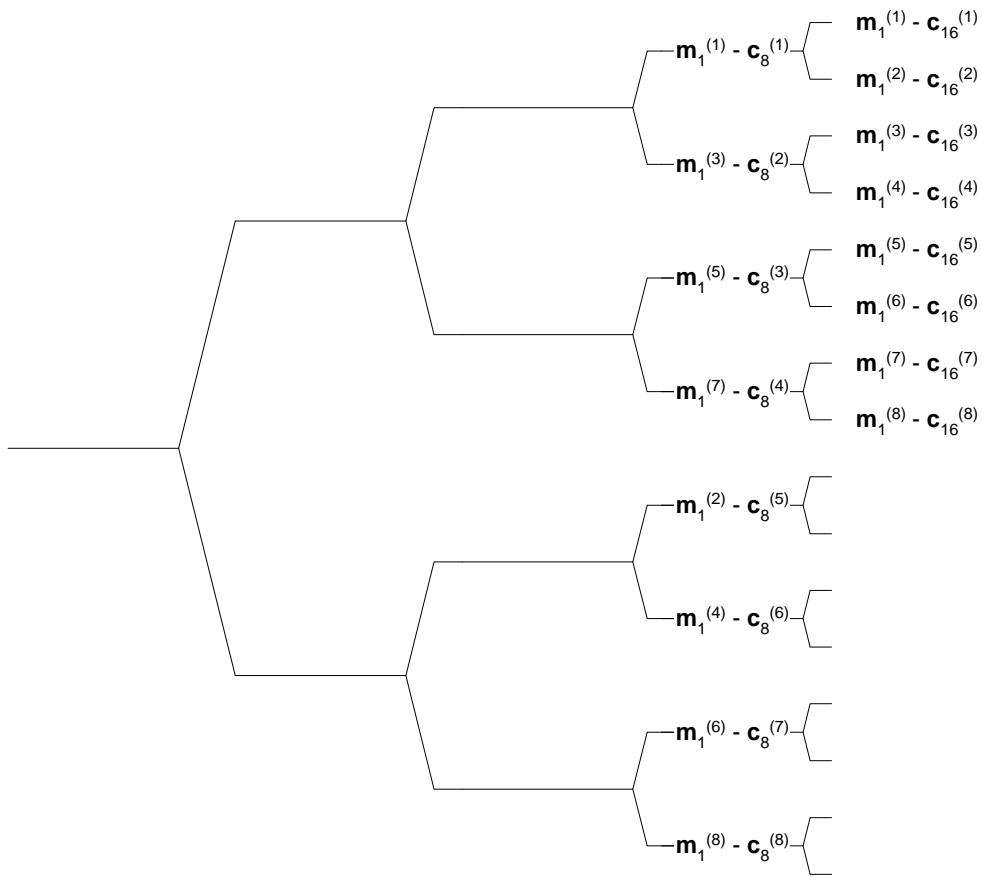 m₁⁽¹⁾ - c₁₆⁽¹⁾
m₁⁽¹⁾ - c₈⁽¹⁾
m₁⁽²⁾ - c₁₆⁽²⁾
m₁⁽³⁾ - c₁₆⁽³⁾
m₁⁽³⁾ - c₈⁽²⁾
m₁⁽⁴⁾ - c₁₆⁽⁴⁾
m₁⁽⁵⁾ - c₁₆⁽⁵⁾
m₁⁽⁵⁾ - c₈⁽³⁾
m₁⁽⁶⁾ - c₁₆⁽⁶⁾
m₁⁽⁷⁾ - c₁₆⁽⁷⁾
m₁⁽⁷⁾ - c₈⁽⁴⁾
m₁⁽⁸⁾ - c₁₆⁽⁸⁾
m₁⁽²⁾ - c₈⁽⁵⁾
m₁⁽⁴⁾ - c₈⁽⁶⁾
m₁⁽⁶⁾ - c₈⁽⁷⁾
m₁⁽⁸⁾ - c₈⁽⁸⁾